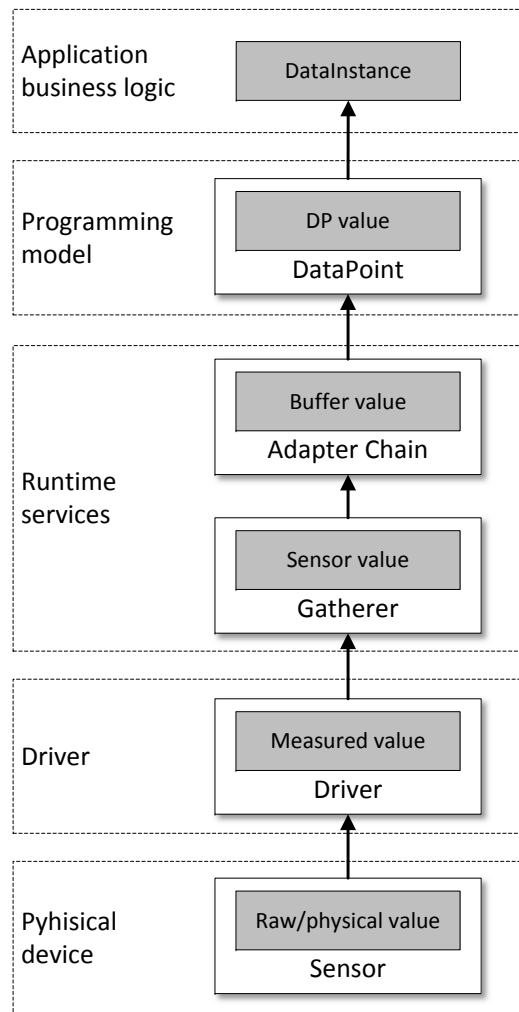 Application
business logic
DataInstance
Programming
model
DP value
DataPoint
Runtime
services
Buffer value
Adapter Chain
Sensor value
Gatherer
Driver
Measured value
Driver
Pyhisical
device
Raw/physical value
Sensor